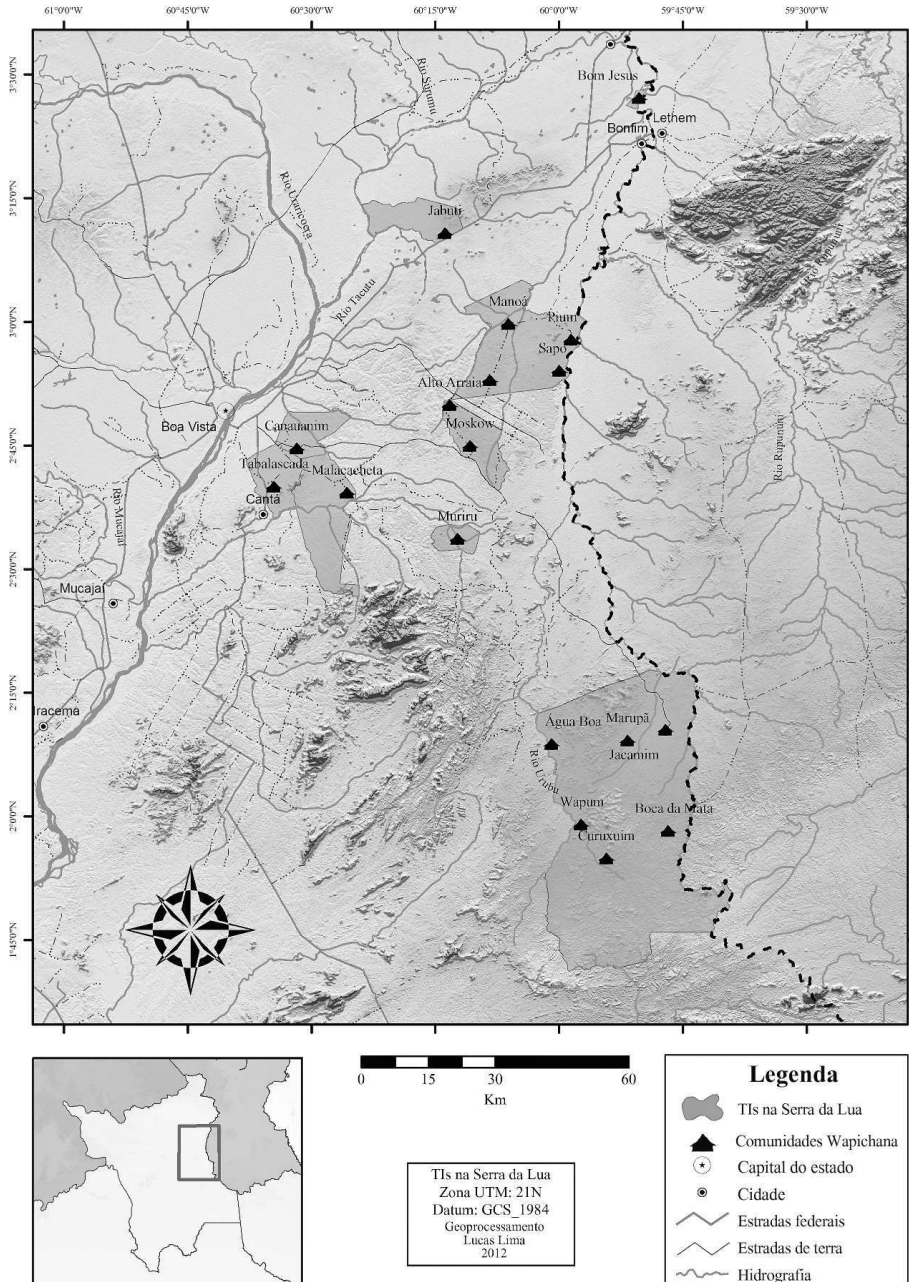 61°0'0"W
60°45'0"W
60°30'0"W
60°15'0"W
60°0'0"W
59°45'0"W
59°30'0"W
3°30'0"N
3°15'0"N
3°0'0"N
2°45'0"N
2°30'0"N
2°15'0"N
2°0'0"N
1°45'0"N
Bom Jesus
Lethem
Bonfim
Rio Surumu
Rio Uraricoera
Jabuti
Rio Tacutu
Manoá
Pium
Sapo
Alto Arraia
Moskow
Boa Vista
Canauanim
Tabalascada
Malacacheta
Cantá
Rio Mucajaí
Muriru
Mucajaí
Rio Rupununi
Iracema
Água Boa
Marupã
Jacamim
Rio Urubu
Wapum
Boca da Mata
Curuxuim
0 15 30 60
Km
TIs na Serra da Lua
Zona UTM: 21N
Datum: GCS_1984
Geoprocessamento
Lucas Lima
2012
Legenda
TIs na Serra da Lua
Comunidades Wapichana
Capital do estado
Cidade
Estradas federais
Estradas de terra
Hidrografia